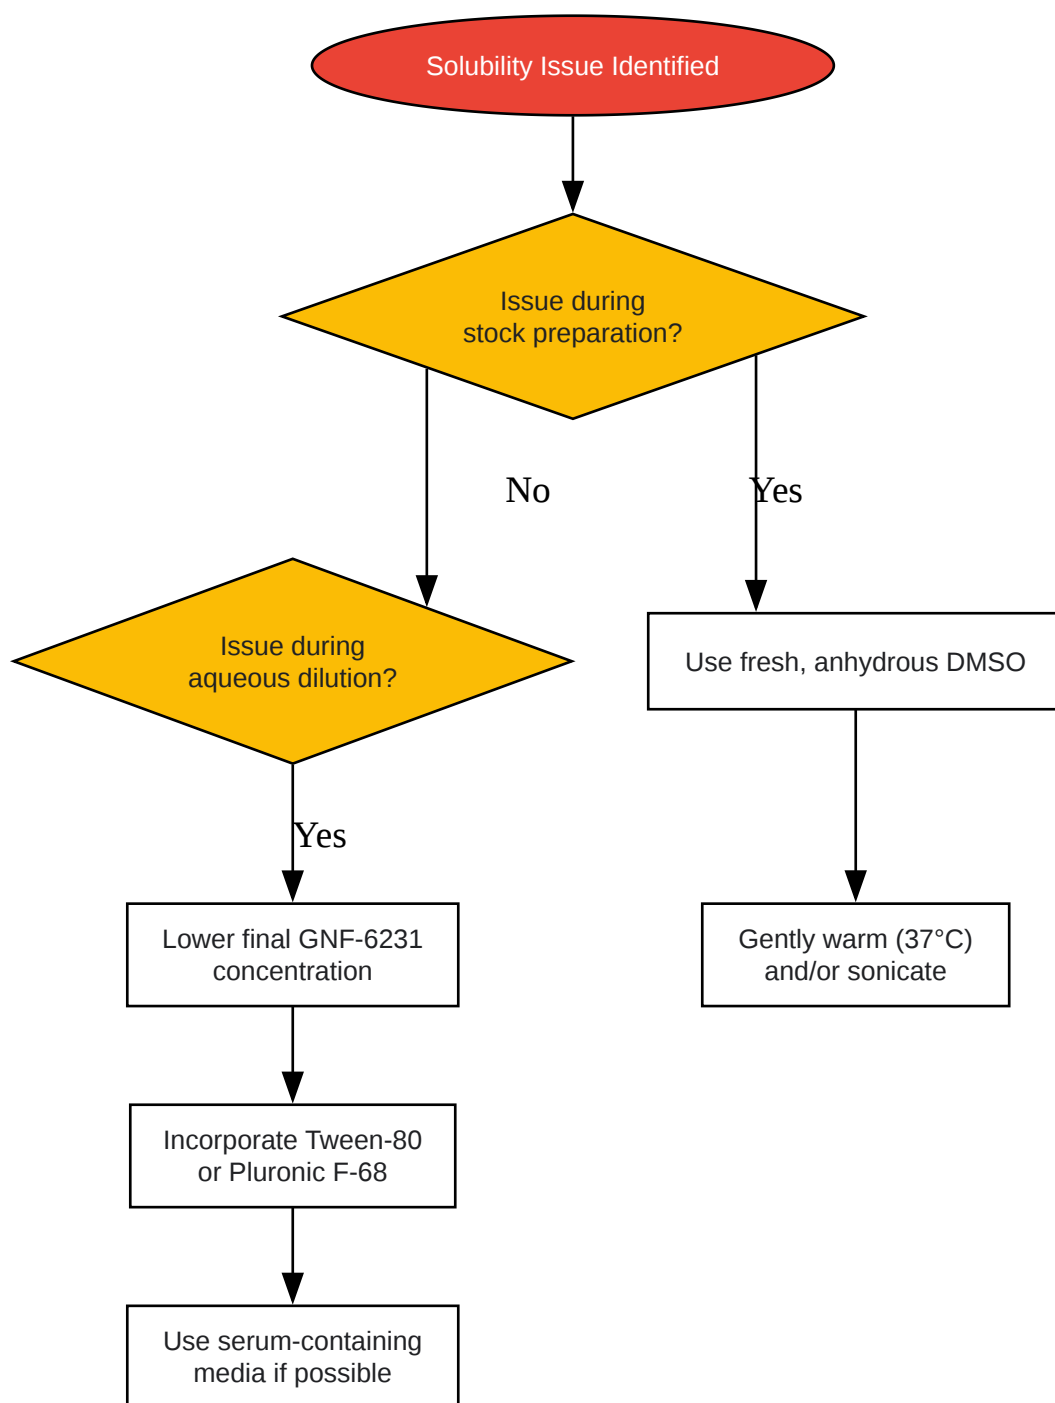 Solubility Issue Identified
Issue during
stock preparation?
No
Yes
Issue during
aqueous dilution?
Use fresh, anhydrous DMSO
Yes
Lower final GNF-6231
concentration
Gently warm (37°C)
and/or sonicate
Incorporate Tween-80
or Pluronic F-68
Use serum-containing
media if possible